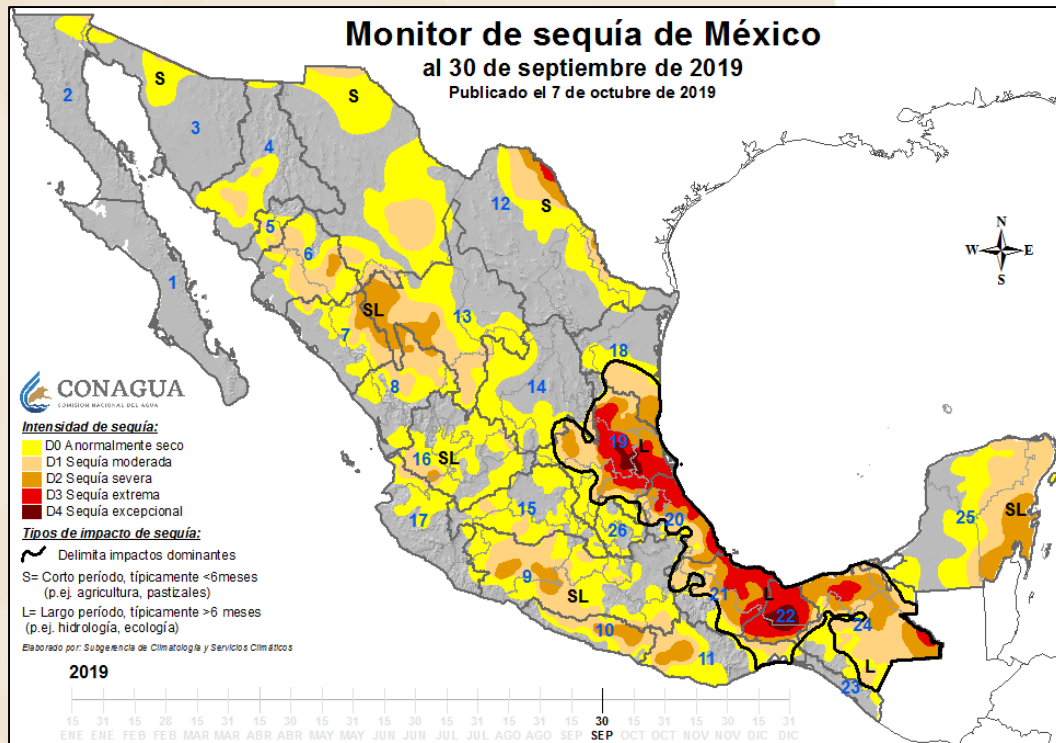 Monitor de sequía de México
al 30 de septiembre de 2019
Publicado el 7 de octubre de 2019
S
S
2
3
4
12
S
5
6
1
SL
13
7
18
8
14
19
L
16
SL
15
17
26
20
25
SL
9
SL
21
L
22
10
24
11
L
23
N
W E
S
CONAGUA
COMISIÓN NACIONAL DEL AGUA
Intensidad de sequía:
D0 Anormalmente seco
D1 Sequía moderada
D2 Sequía severa
D3 Sequía extrema
D4 Sequía excepcional
Tipos de impacto de sequía:
Delimita impactos dominantes
S= Corto período, típicamente <6meses
(p.ej. agricultura, pastizales)
L= Largo período, típicamente >6 meses
(p.ej. hidrología, ecología)
Elaborado por: Subgerencia de Climatología y Servicios Climáticos
2019
15 31 15 28 15 31 15 30 15 31 15 30 15 31 15 31 15 30 15 31 15 30 15 31
ENE ENE FEB FEB MAR MAR ABR ABR MAY MAY JUN JUN JUL JUL AGO AGO SEP SEP OCT OCT NOV NOV DIC DIC